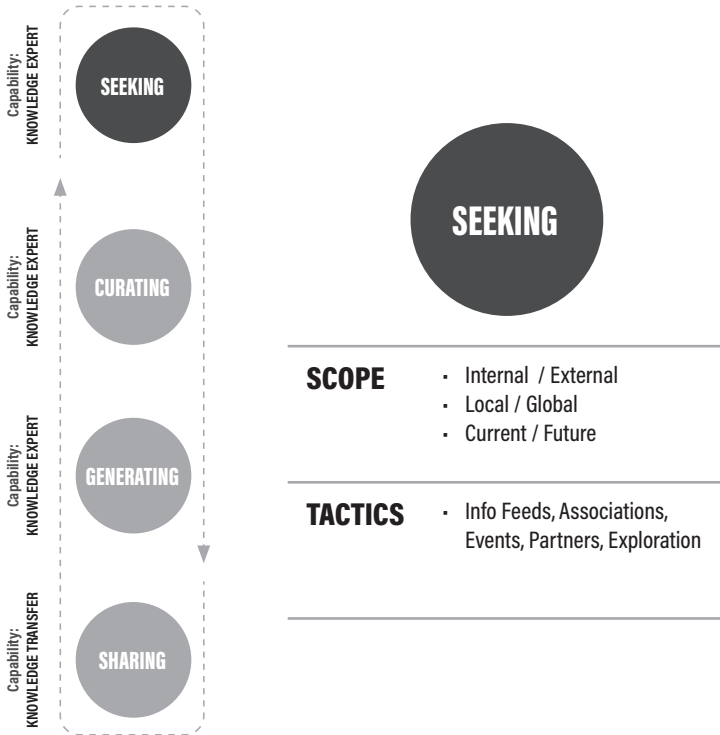 Capability:
KNOWLEDGE EXPERT
SEEKING
Capability:
KNOWLEDGE EXPERT
CURATING
Capability:
KNOWLEDGE EXPERT
GENERATING
Capability:
KNOWLEDGE TRANSFER
SHARING
SEEKING
SCOPE
· Internal / External
· Local / Global
· Current / Future
TACTICS
· Info Feeds, Associations,
Events, Partners, Exploration